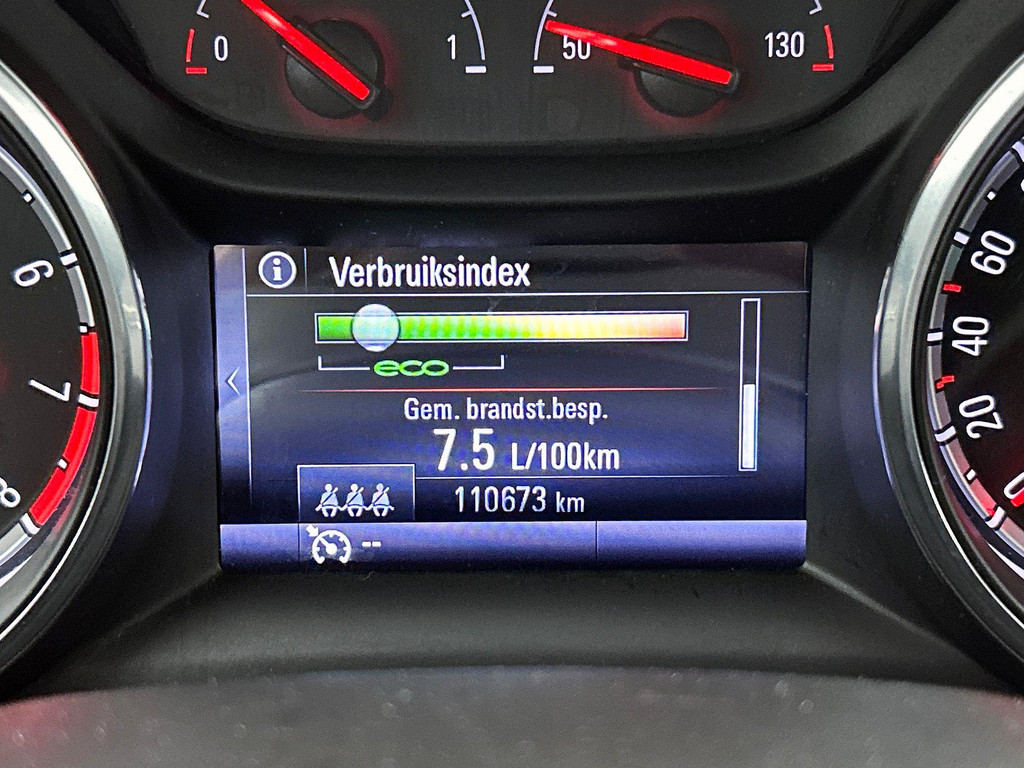 0 1 50 130
i Verbruiksindex
eco
Gem. brandst.besp.
7.5 L/100km
110673 km
--
6
7
8
60
40
20
0